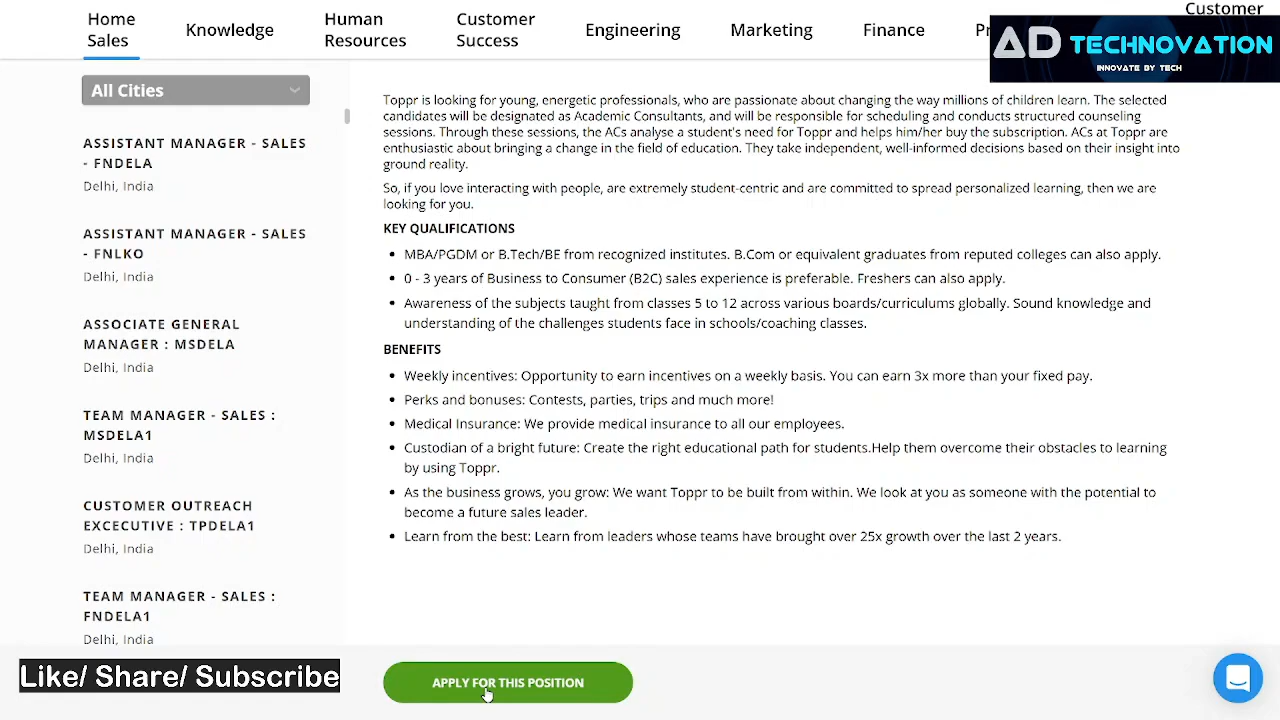 Home
Sales
Knowledge
Human
Resources
Customer
Success
Engineering
Marketing
Finance
Customer
AD TECHNOVATION
INNOVATE BY TECH
All Cities
ASSISTANT MANAGER - SALES
- FNDELA
Delhi, India
ASSISTANT MANAGER - SALES
- FNLKO
Delhi, India
ASSOCIATE GENERAL
MANAGER : MSDELA
Delhi, India
TEAM MANAGER - SALES :
MSDELA1
Delhi, India
CUSTOMER OUTREACH
EXCECUTIVE : TPDELA1
Delhi, India
TEAM MANAGER - SALES :
FNDELA1
Delhi, India
Toppr is looking for young, energetic professionals, who are passionate about changing the way millions of children learn. The selected
candidates will be designated as Academic Consultants, and will be responsible for scheduling and conducts structured counseling
sessions. Through these sessions, the ACs analyse a student's need for Toppr and helps him/her buy the subscription. ACs at Toppr are
enthusiastic about bringing a change in the field of education. They take independent, well-informed decisions based on their insight into
ground reality.
So, if you love interacting with people, are extremely student-centric and are committed to spread personalized learning, then we are
looking for you.
KEY QUALIFICATIONS
• MBA/PGDM or B.Tech/BE from recognized institutes. B.Com or equivalent graduates from reputed colleges can also apply.
• 0 - 3 years of Business to Consumer (B2C) sales experience is preferable. Freshers can also apply.
• Awareness of the subjects taught from classes 5 to 12 across various boards/curriculums globally. Sound knowledge and
understanding of the challenges students face in schools/coaching classes.
BENEFITS
• Weekly incentives: Opportunity to earn incentives on a weekly basis. You can earn 3x more than your fixed pay.
• Perks and bonuses: Contests, parties, trips and much more!
• Medical Insurance: We provide medical insurance to all our employees.
• Custodian of a bright future: Create the right educational path for students.Help them overcome their obstacles to learning
by using Toppr.
• As the business grows, you grow: We want Toppr to be built from within. We look at you as someone with the potential to
become a future sales leader.
• Learn from the best: Learn from leaders whose teams have brought over 25x growth over the last 2 years.
Like/ Share/ Subscribe
APPLY FOR THIS POSITION